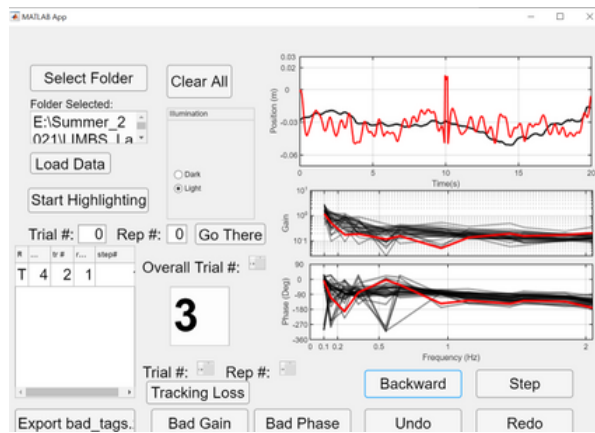 MATLAB App
Select Folder
Clear All
Folder Selected:
E:\Summer_2
021\LIMBS_La
Load Data
Illumination
Dark
Light
Start Highlighting
Trial #: 0 Rep #: 0 Go There
fl ... tr # r... step#
T 4 2 1
Overall Trial #:
3
Trial #: Rep #:
Tracking Loss
Export bad_tags.
Bad Gain
Bad Phase
Backward
Step
Undo
Redo
0.03
0.02
0
-0.03
-0.06
Position (m)
0 5 10 15 20
Time(s)
10¹
10⁰
10⁻¹
Gain
90
0
-90
-180
-270
-360
Phase (Deg)
0 0.1 0.2 0.5 1 2
Frequency (Hz)